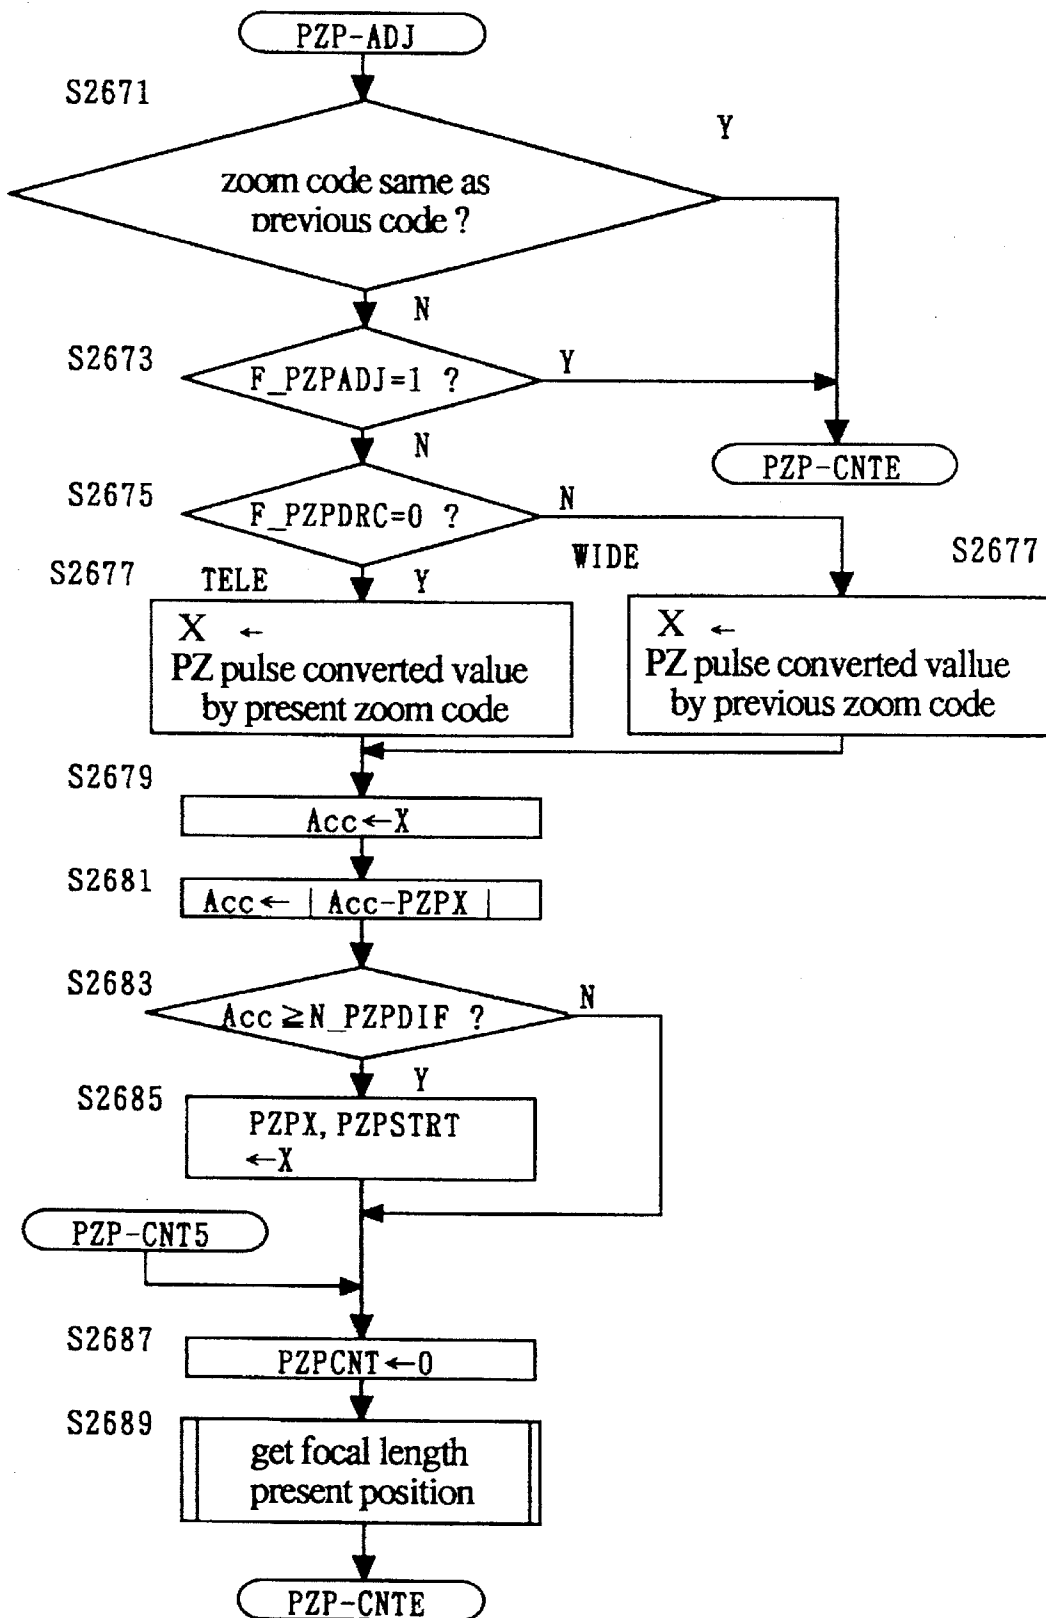 PZP-ADJ
S2671
Y
zoom code same as
previous code ?
N
S2673
F_PZPADJ=1 ?
Y
N
PZP-CNTE
S2675
F_PZPDRC=0 ?
N
S2677
TELE
Y
WIDE
S2677
X ←
PZ pulse converted value
by present zoom code
X ←
PZ pulse converted vallue
by previous zoom code
S2679
Acc←X
S2681
Acc← | Acc-PZPX |
S2683
Acc≧N_PZPDIF ?
N
Y
S2685
PZPX, PZPSTRT
←X
PZP-CNT5
S2687
PZPCNT←0
S2689
get focal length
present position
PZP-CNTE